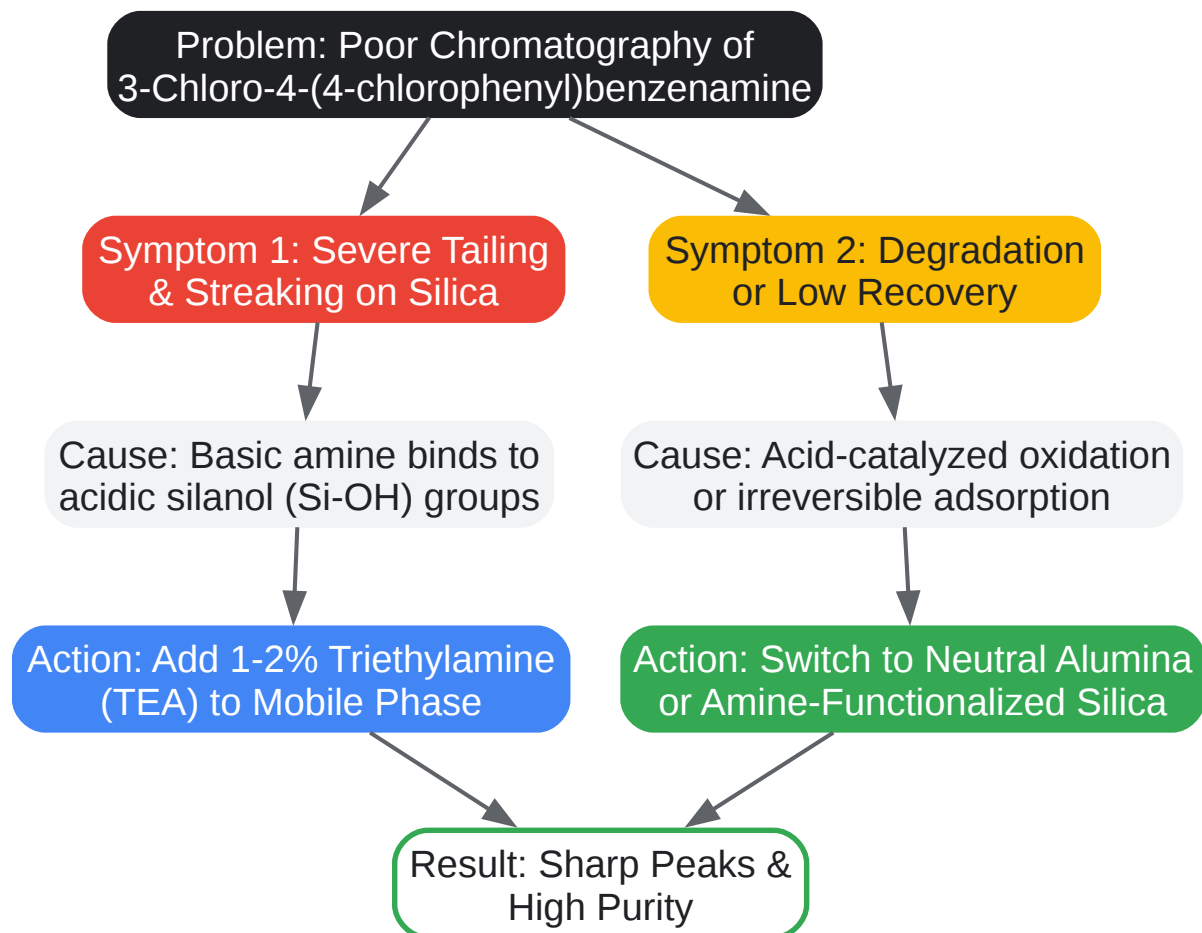 Problem: Poor Chromatography of
3-Chloro-4-(4-chlorophenyl)benzenamine
Symptom 1: Severe Tailing
& Streaking on Silica
Symptom 2: Degradation
or Low Recovery
Cause: Basic amine binds to
acidic silanol (Si-OH) groups
Cause: Acid-catalyzed oxidation
or irreversible adsorption
Action: Add 1-2% Triethylamine
(TEA) to Mobile Phase
Action: Switch to Neutral Alumina
or Amine-Functionalized Silica
Result: Sharp Peaks &
High Purity